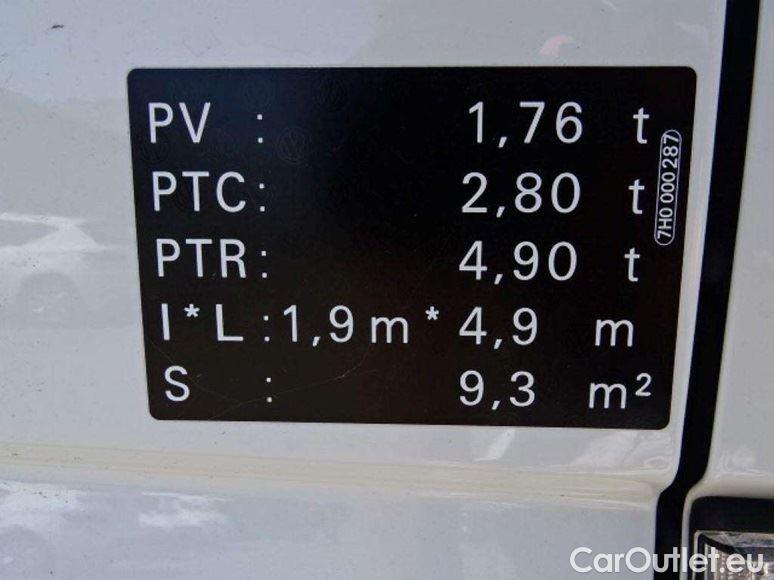 PV : 1,76 t
PTC: 2,80 t
PTR: 4,90 t
l*L :1,9 m * 4,9 m
S : 9,3 m²
7H0 000 287
CarOutlet.eu